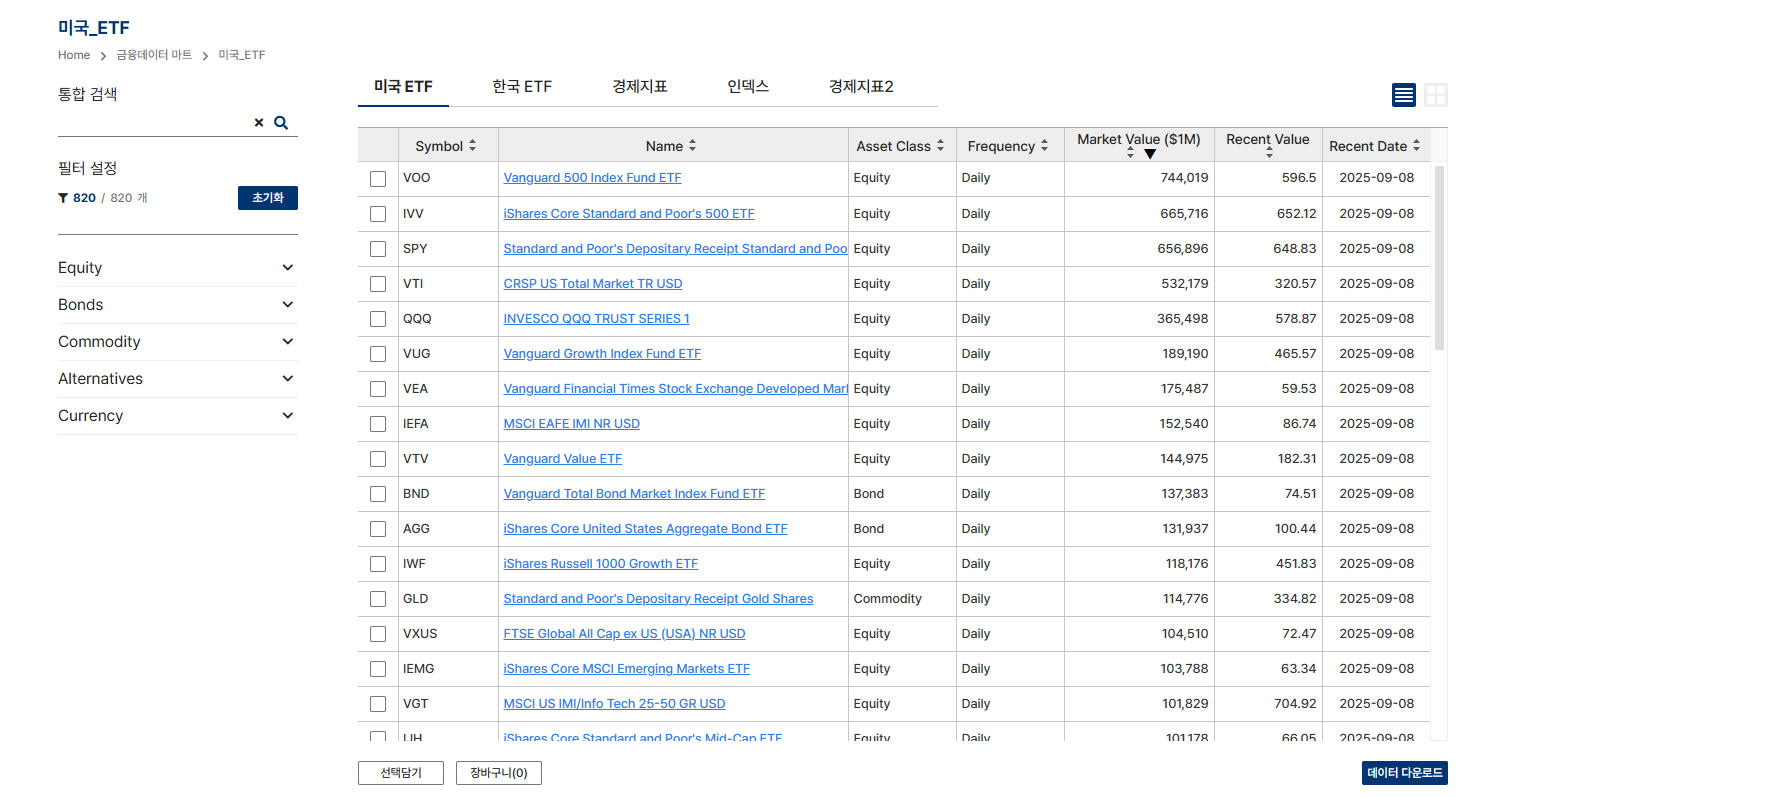 미국_ETF
Home > 금융데이터 마트 > 미국_ETF
통합 검색
필터 설정
820 / 820 개
초기화
Equity
Bonds
Commodity
Alternatives
Currency
미국 ETF 한국 ETF 경제지표 인덱스 경제지표2
Symbol Name Asset Class Frequency Market Value ($1M) Recent Value Recent Date
VOO Vanguard 500 Index Fund ETF Equity Daily 744,019 596.5 2025-09-08
IVV iShares Core Standard and Poor's 500 ETF Equity Daily 665,716 652.12 2025-09-08
SPY Standard and Poor's Depositary Receipt Standard and Poo Equity Daily 656,896 648.83 2025-09-08
VTI CRSP US Total Market TR USD Equity Daily 532,179 320.57 2025-09-08
QQQ INVESCO QQQ TRUST SERIES 1 Equity Daily 365,498 578.87 2025-09-08
VUG Vanguard Growth Index Fund ETF Equity Daily 189,190 465.57 2025-09-08
VEA Vanguard Financial Times Stock Exchange Developed Marl Equity Daily 175,487 59.53 2025-09-08
IEFA MSCI EAFE IMI NR USD Equity Daily 152,540 86.74 2025-09-08
VTV Vanguard Value ETF Equity Daily 144,975 182.31 2025-09-08
BND Vanguard Total Bond Market Index Fund ETF Bond Daily 137,383 74.51 2025-09-08
AGG iShares Core United States Aggregate Bond ETF Bond Daily 131,937 100.44 2025-09-08
IWF iShares Russell 1000 Growth ETF Equity Daily 118,176 451.83 2025-09-08
GLD Standard and Poor's Depositary Receipt Gold Shares Commodity Daily 114,776 334.82 2025-09-08
VXUS FTSE Global All Cap ex US (USA) NR USD Equity Daily 104,510 72.47 2025-09-08
IEMG iShares Core MSCI Emerging Markets ETF Equity Daily 103,788 63.34 2025-09-08
VGT MSCI US IMI/Info Tech 25-50 GR USD Equity Daily 101,829 704.92 2025-09-08
IJH iShares Core Standard and Poor's Mid-Cap ETF Equity Daily 101,178 66.05 2025-09-08
선택담기 장바구니(0) 데이터 다운로드